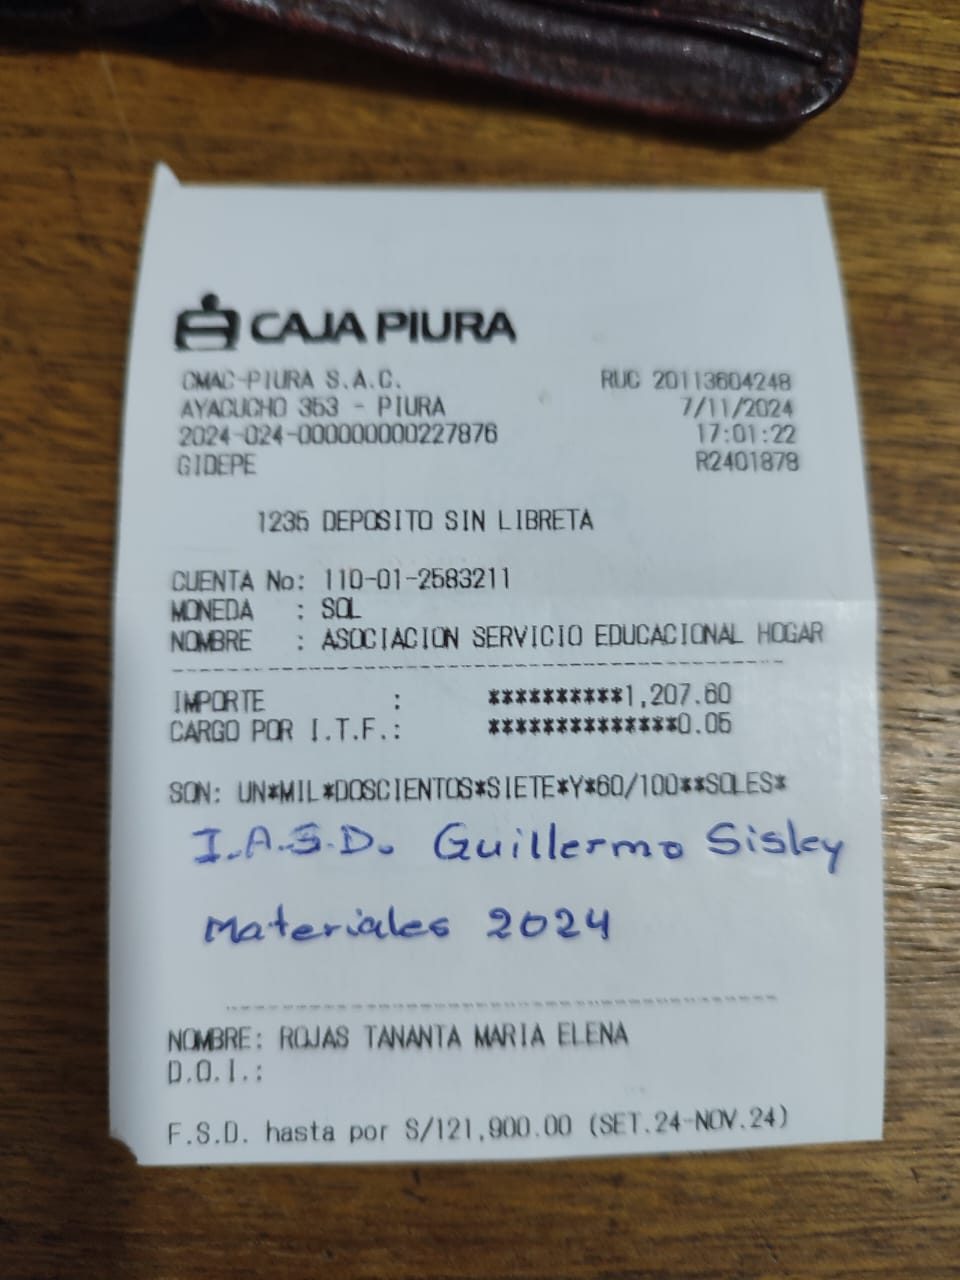 CAJA PIURA
CMAC-PIURA S.A.C. RUC 20113604248
AYACUCHO 353 - PIURA 7/11/2024
2024-024-000000000227876 17:01:22
GIDEPE R2401878
1235 DEPOSITO SIN LIBRETA
CUENTA No: 110-01-2583211
MONEDA : SOL
NOMBRE : ASOCIACION SERVICIO EDUCACIONAL HOGAR
IMPORTE : **********1,207.60
CARGO POR I.T.F.: **************0.05
SON: UN*MIL*DOSCIENTOS*SIETE*Y*60/100**SOLES*
I.A.S.D. Guillermo Sisley
Materiales 2024
NOMBRE: ROJAS TANANTA MARIA ELENA
D.O.I.:
F.S.D. hasta por S/121,900.00 (SET.24-NOV.24)